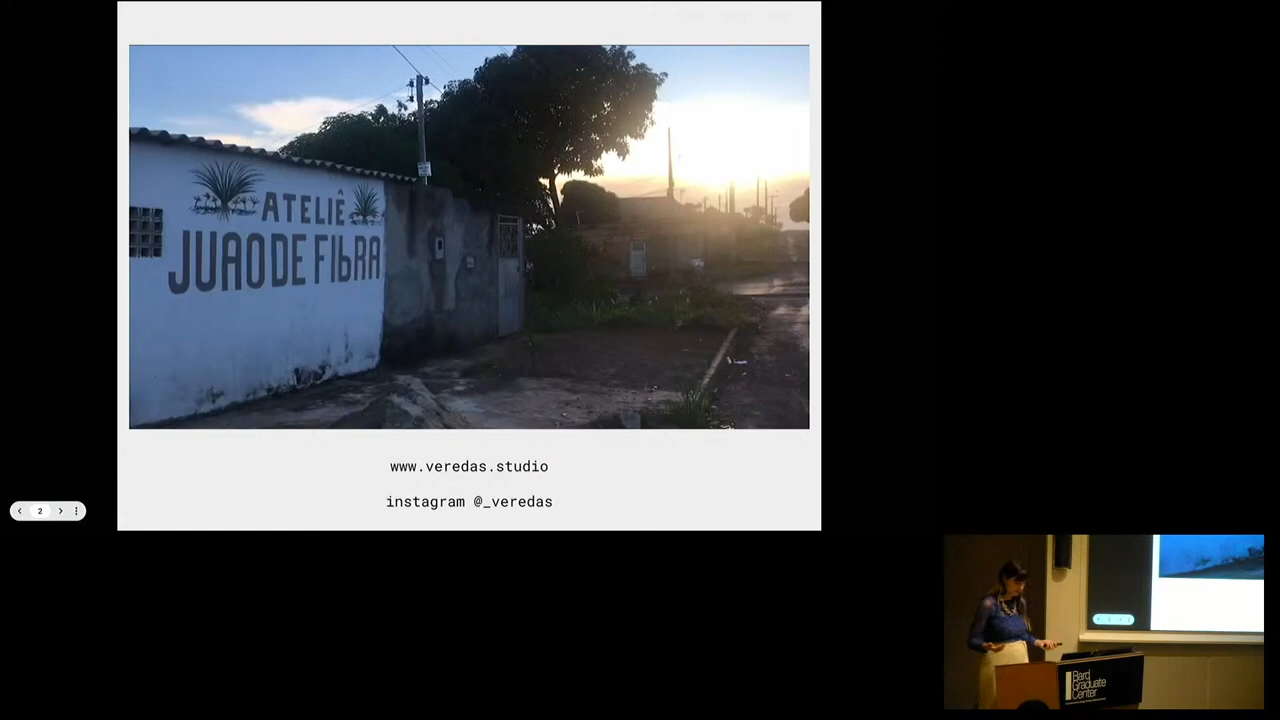 ATELIÊ
JUAO DE FIbRA
www.veredas.studio
instagram @_veredas
2
Bard
Graduate
Center